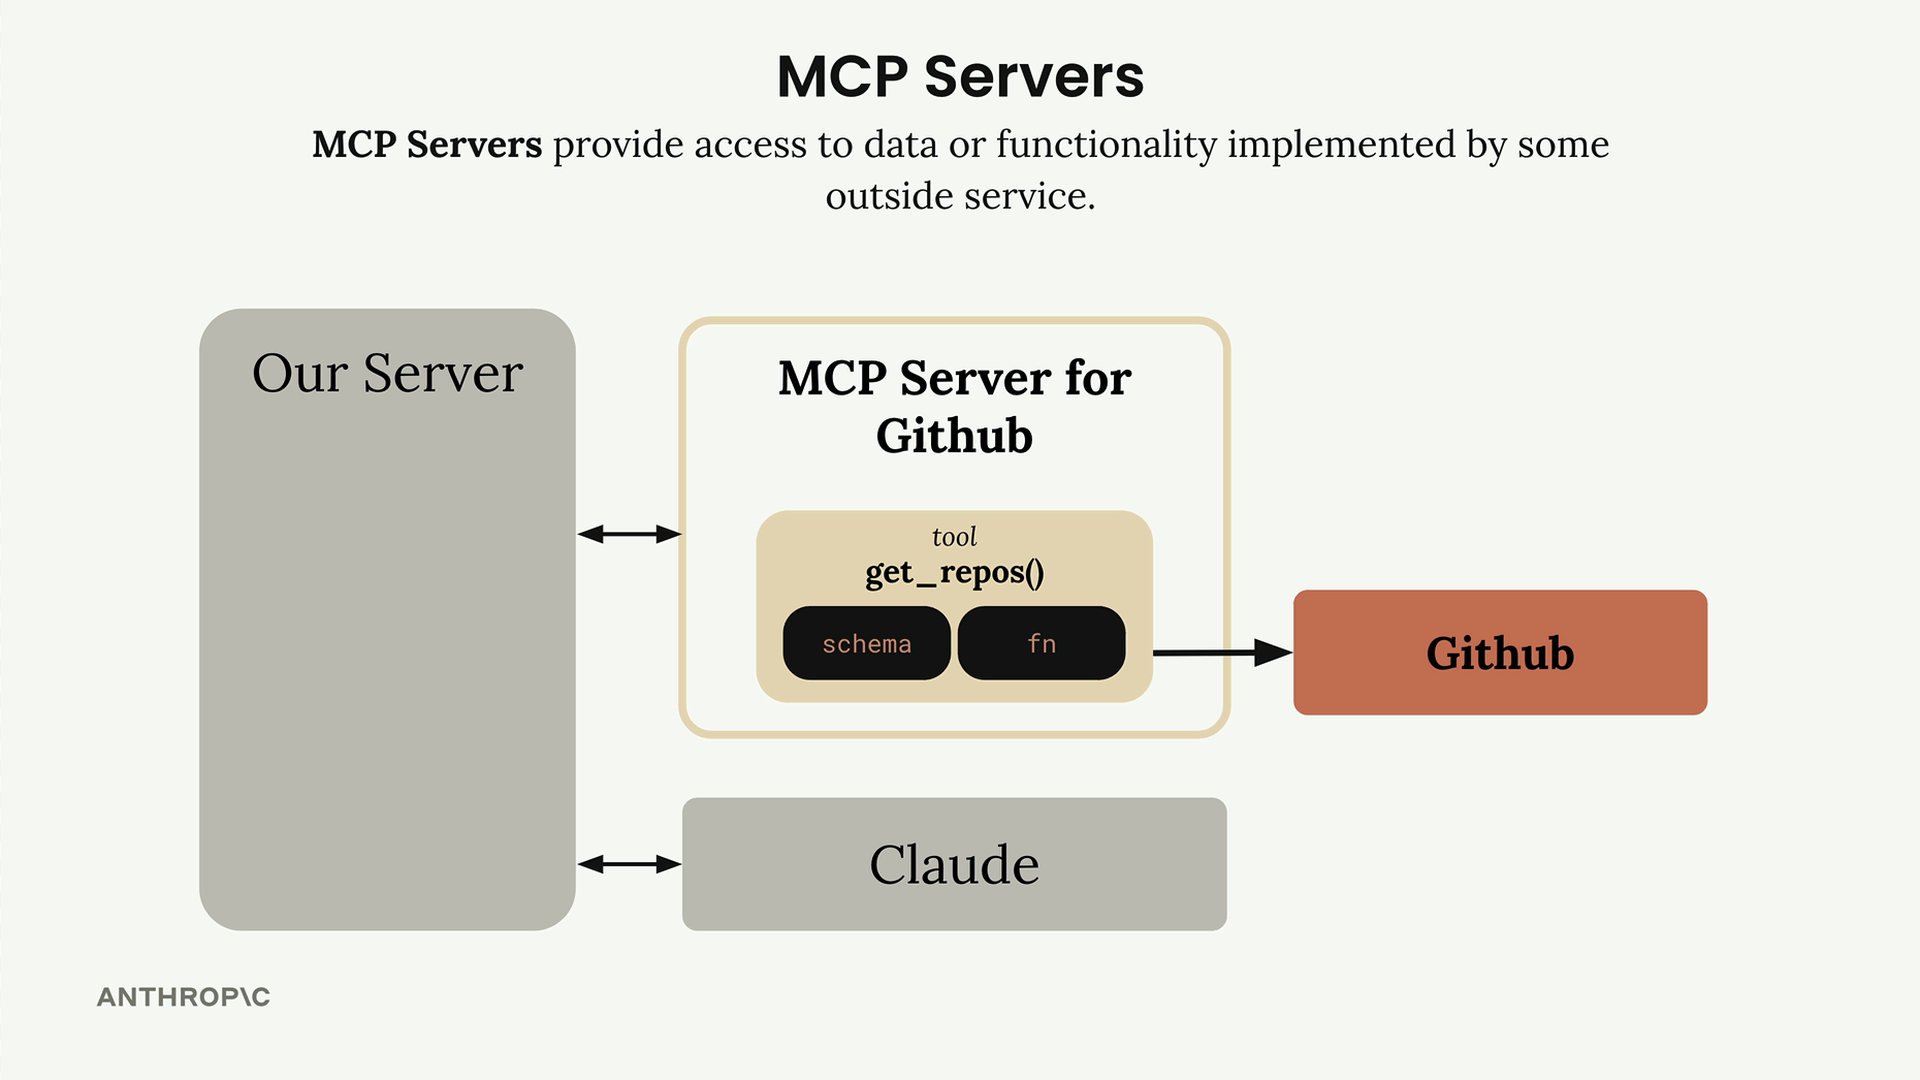 MCP Servers
MCP Servers provide access to data or functionality implemented by some
outside service.
Our Server
MCP Server for
Github
tool
get_repos()
schema
fn
Github
Claude
ANTHROP\C